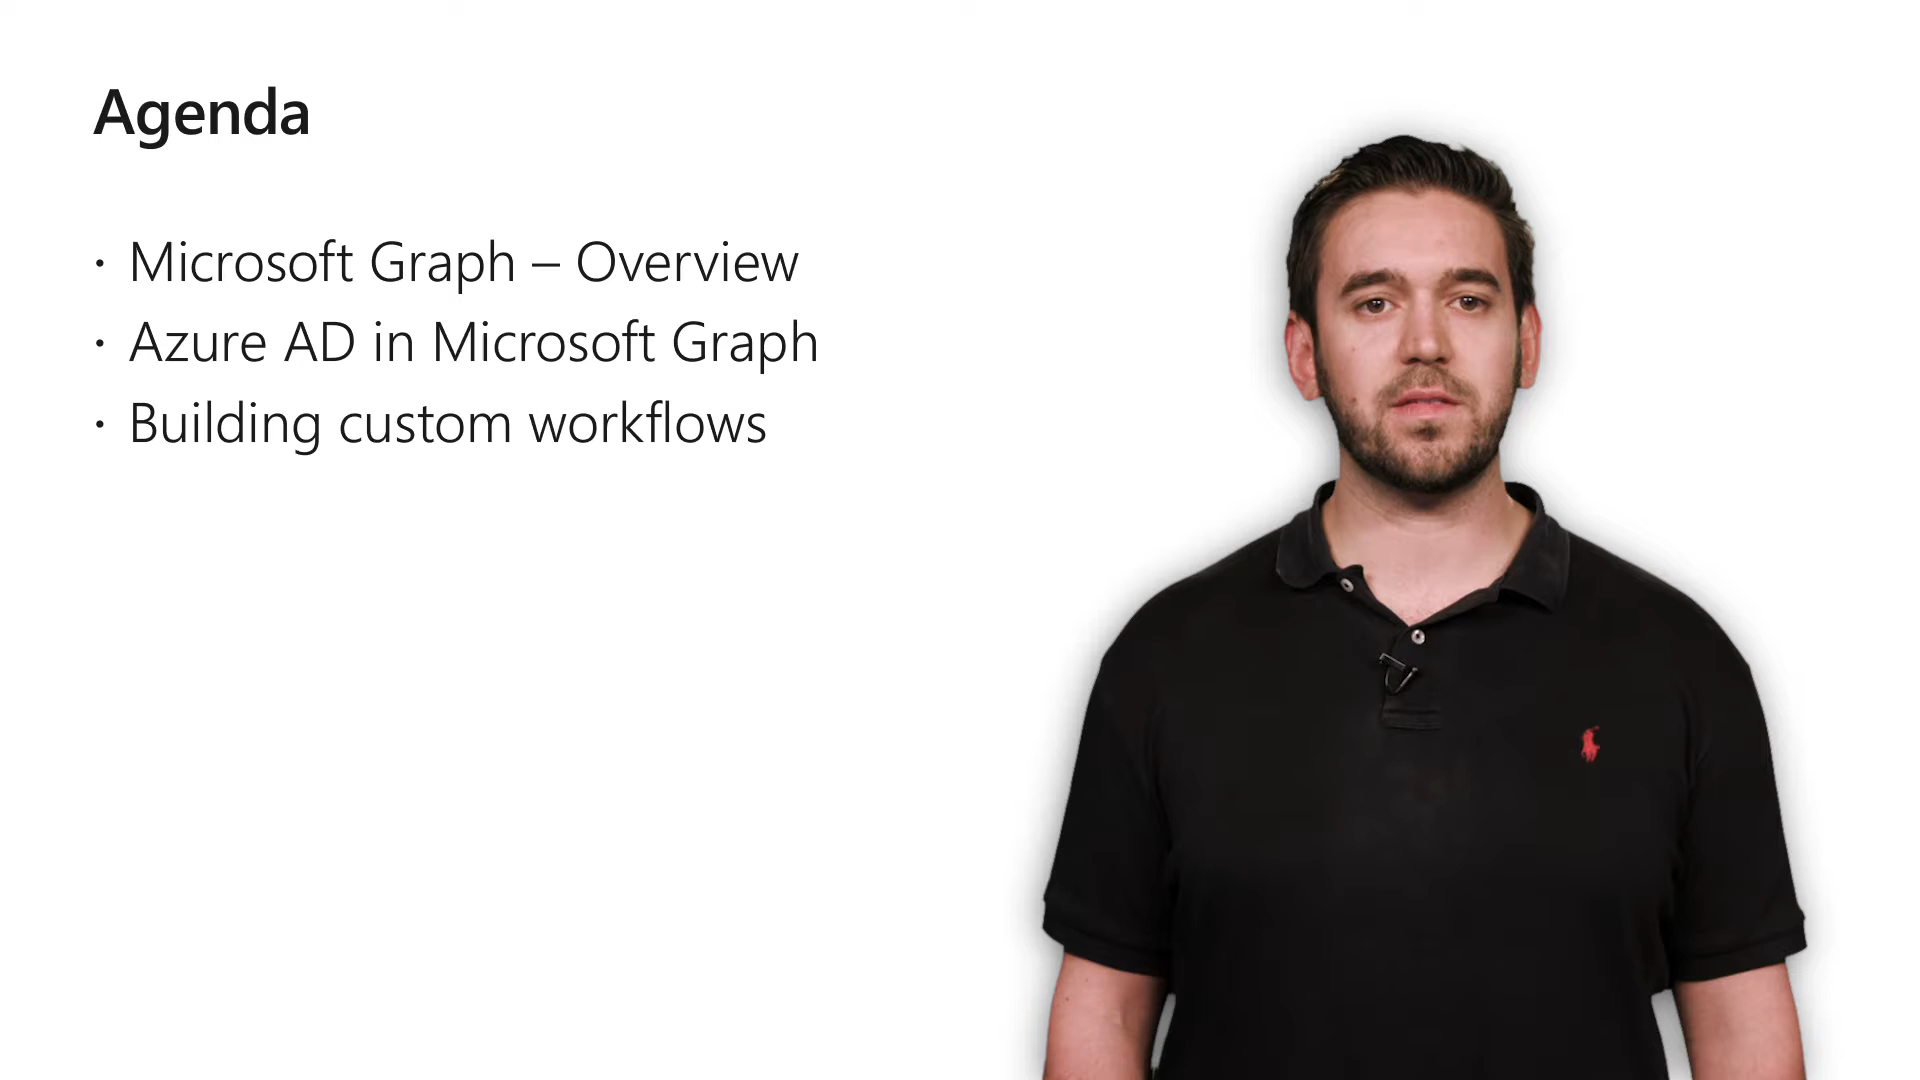 Agenda
· Microsoft Graph – Overview
· Azure AD in Microsoft Graph
· Building custom workflows